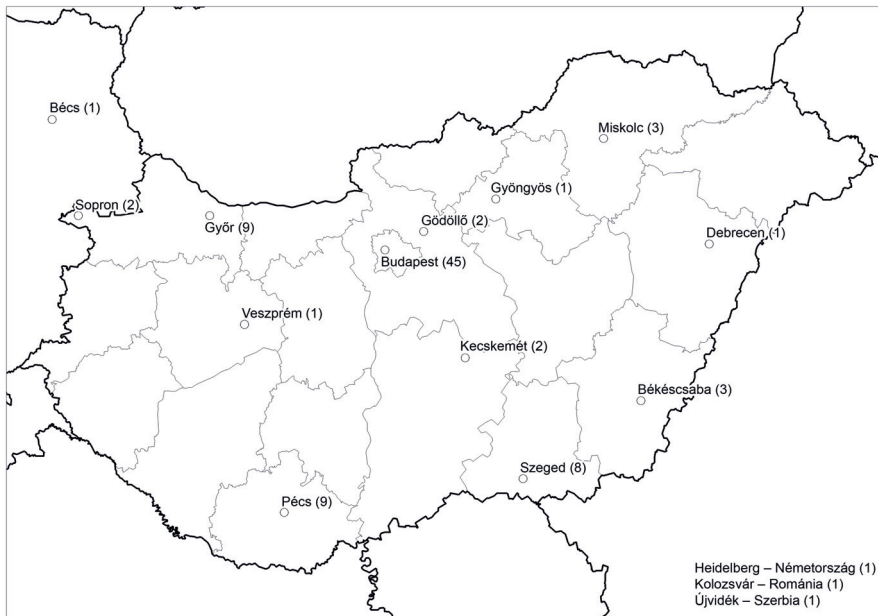 Bécs (1)
Miskolc (3)
Gyöngyös (1)
Sopron (2)
Győr (9)
Gödöllő (2)
Debrecen (1)
Budapest (45)
Veszprém (1)
Kecskemét (2)
Békéscsaba (3)
Szeged (8)
Pécs (9)
Heidelberg – Németország (1)
Kolozsvár – Románia (1)
Újvidék – Szerbia (1)